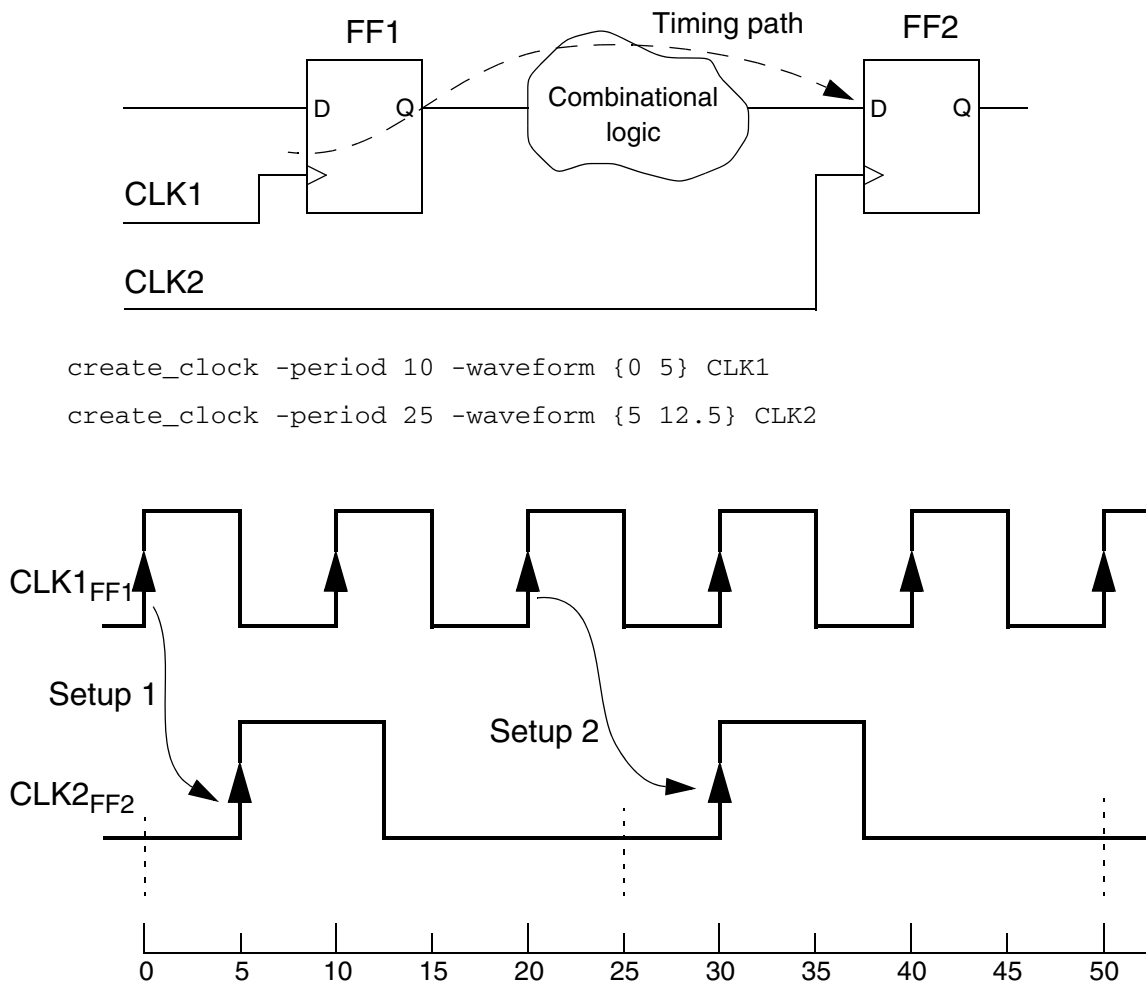 FF1
Timing path
FF2
Combinational
logic
D
Q
D
Q
CLK1
CLK2
create_clock -period 10 -waveform {0 5} CLK1
create_clock -period 25 -waveform {5 12.5} CLK2
CLK1FF1
Setup 1
Setup 2
CLK2FF2
0 5 10 15 20 25 30 35 40 45 50